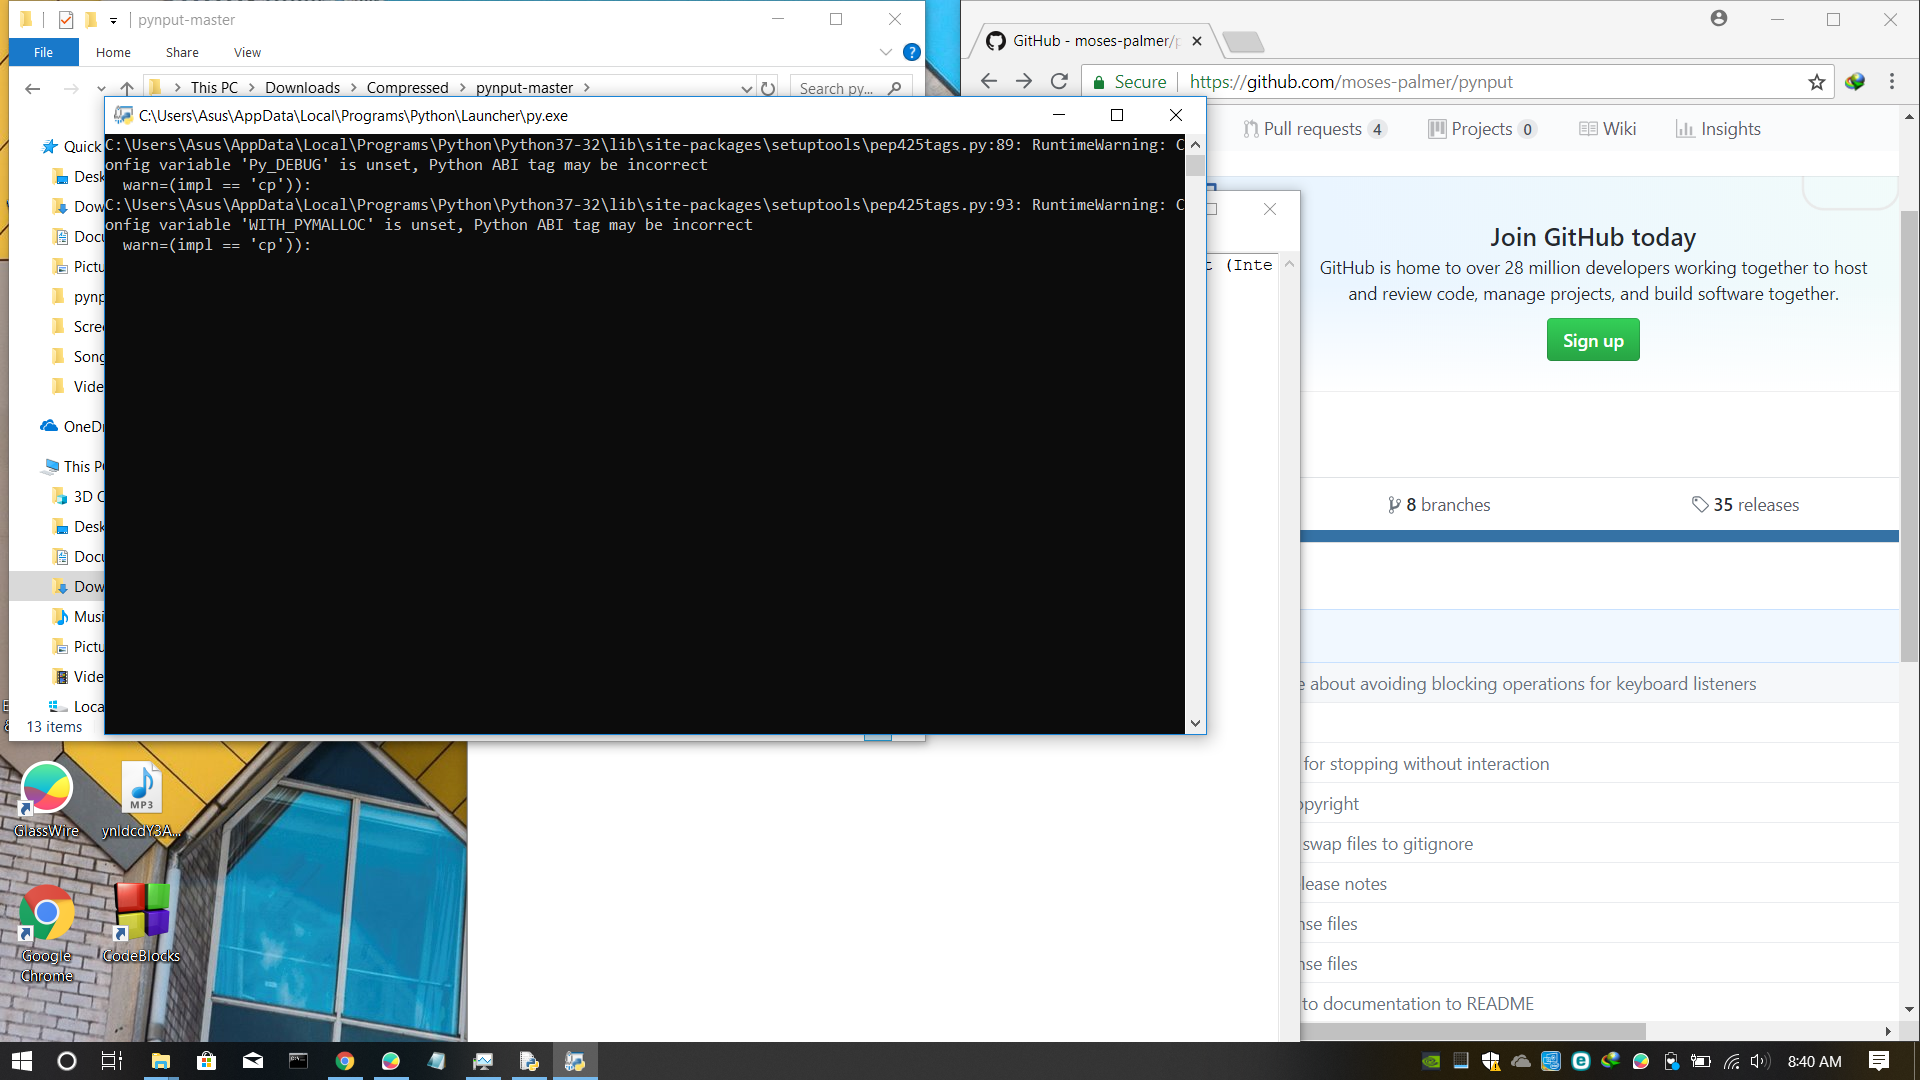 pynput-master
File
Home
Share
View
This PC
Downloads
Compressed
pynput-master
Search py...
C:\Users\Asus\AppData\Local\Programs\Python\Launcher\py.exe
C:\Users\Asus\AppData\Local\Programs\Python\Python37-32\lib\site-packages\setuptools\pep425tags.py:89: RuntimeWarning: C
onfig variable 'Py_DEBUG' is unset, Python ABI tag may be incorrect
warn=(impl == 'cp')):
C:\Users\Asus\AppData\Local\Programs\Python\Python37-32\lib\site-packages\setuptools\pep425tags.py:93: RuntimeWarning: C
onfig variable 'WITH_PYMALLOC' is unset, Python ABI tag may be incorrect
warn=(impl == 'cp')):
Quick
Desk
Dow
Docu
Pictu
pynp
Scree
Song
Vide
OneDr
This P
3D C
Desk
Docu
Dow
Musi
Pictu
Vide
Loca
13 items
GitHub - moses-palmer/p
Secure
https://github.com/moses-palmer/pynput
Pull requests 4
Projects 0
Wiki
Insights
t (Inte
Join GitHub today
GitHub is home to over 28 million developers working together to host
and review code, manage projects, and build software together.
Sign up
8 branches
35 releases
e about avoiding blocking operations for keyboard listeners
for stopping without interaction
opyright
swap files to gitignore
lease notes
nse files
nse files
to documentation to README
GlassWire
MP3
ynIdcdY3A...
Google
Chrome
CodeBlocks
8:40 AM